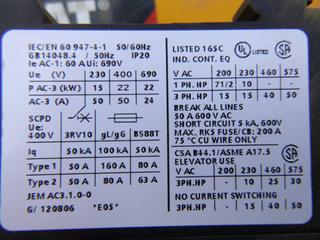 IEC/EN 60 947-4-1 50/60Hz
GB14048.4 / 50Hz IP20
Ie AC-1: 60 AUi: 690V
Ue (V) 230 400 690
P AC-3 (kW) 15 22 22
AC-3 (A) 50 50 24
SCPD
Ue: 400 V 3RV10 gL/gG BS88T
Iq 50 kA 100 kA 50 kA
Type 1 50 A 160 A 80 A
Type 2 50 A 80 A 63 A
JEM AC3.1.0-0
G/ 120806 *E05*
LISTED 165C
IND. CONT. EQ
V AC 200 230 460 575
1 PH.HP 71/2 10 - -
3 PH.HP 15 15 40 50
BREAK ALL LINES
50 A 600 V AC
SHORT CIRCUIT 5 kA, 600V
MAX. RK5 FUSE/CB: 200 A
75 °C CU WIRE ONLY
CSA B44.1/ASME A17.5
ELEVATOR USE
V AC 200 230 460 575
3PH.HP - 10 25 30
NO CURRENT SWITCHING
3PH.HP - 15 40 50